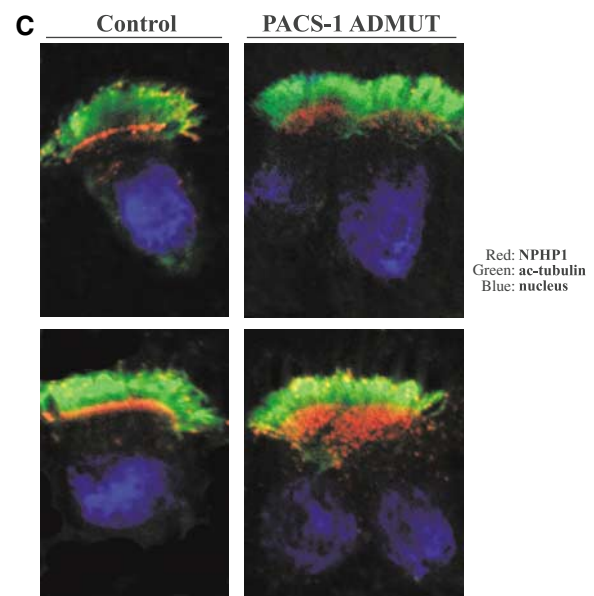 C
Control
PACS-1 ADMUT
Red: NPHP1
Green: ac-tubulin
Blue: nucleus